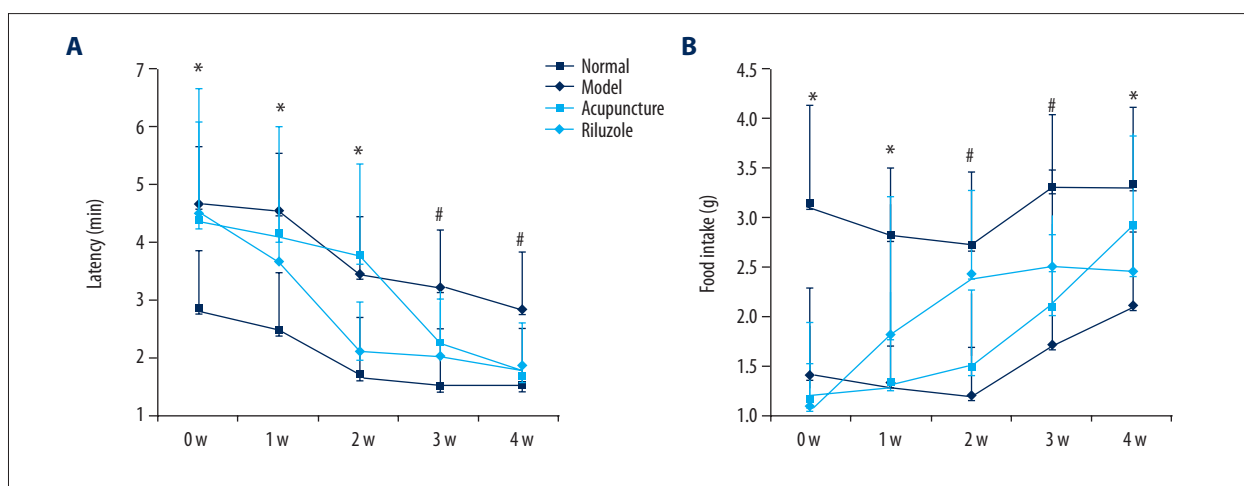 A
Latency (min)
7
6
5
4
3
2
1
*
*
*
#
#
0 w
1 w
2 w
3 w
4 w
Normal
Model
Acupuncture
Riluzole
B
Food intake (g)
4.5
4.0
3.5
3.0
2.5
2.0
1.5
1.0
*
*
#
#
*
0 w
1 w
2 w
3 w
4 w